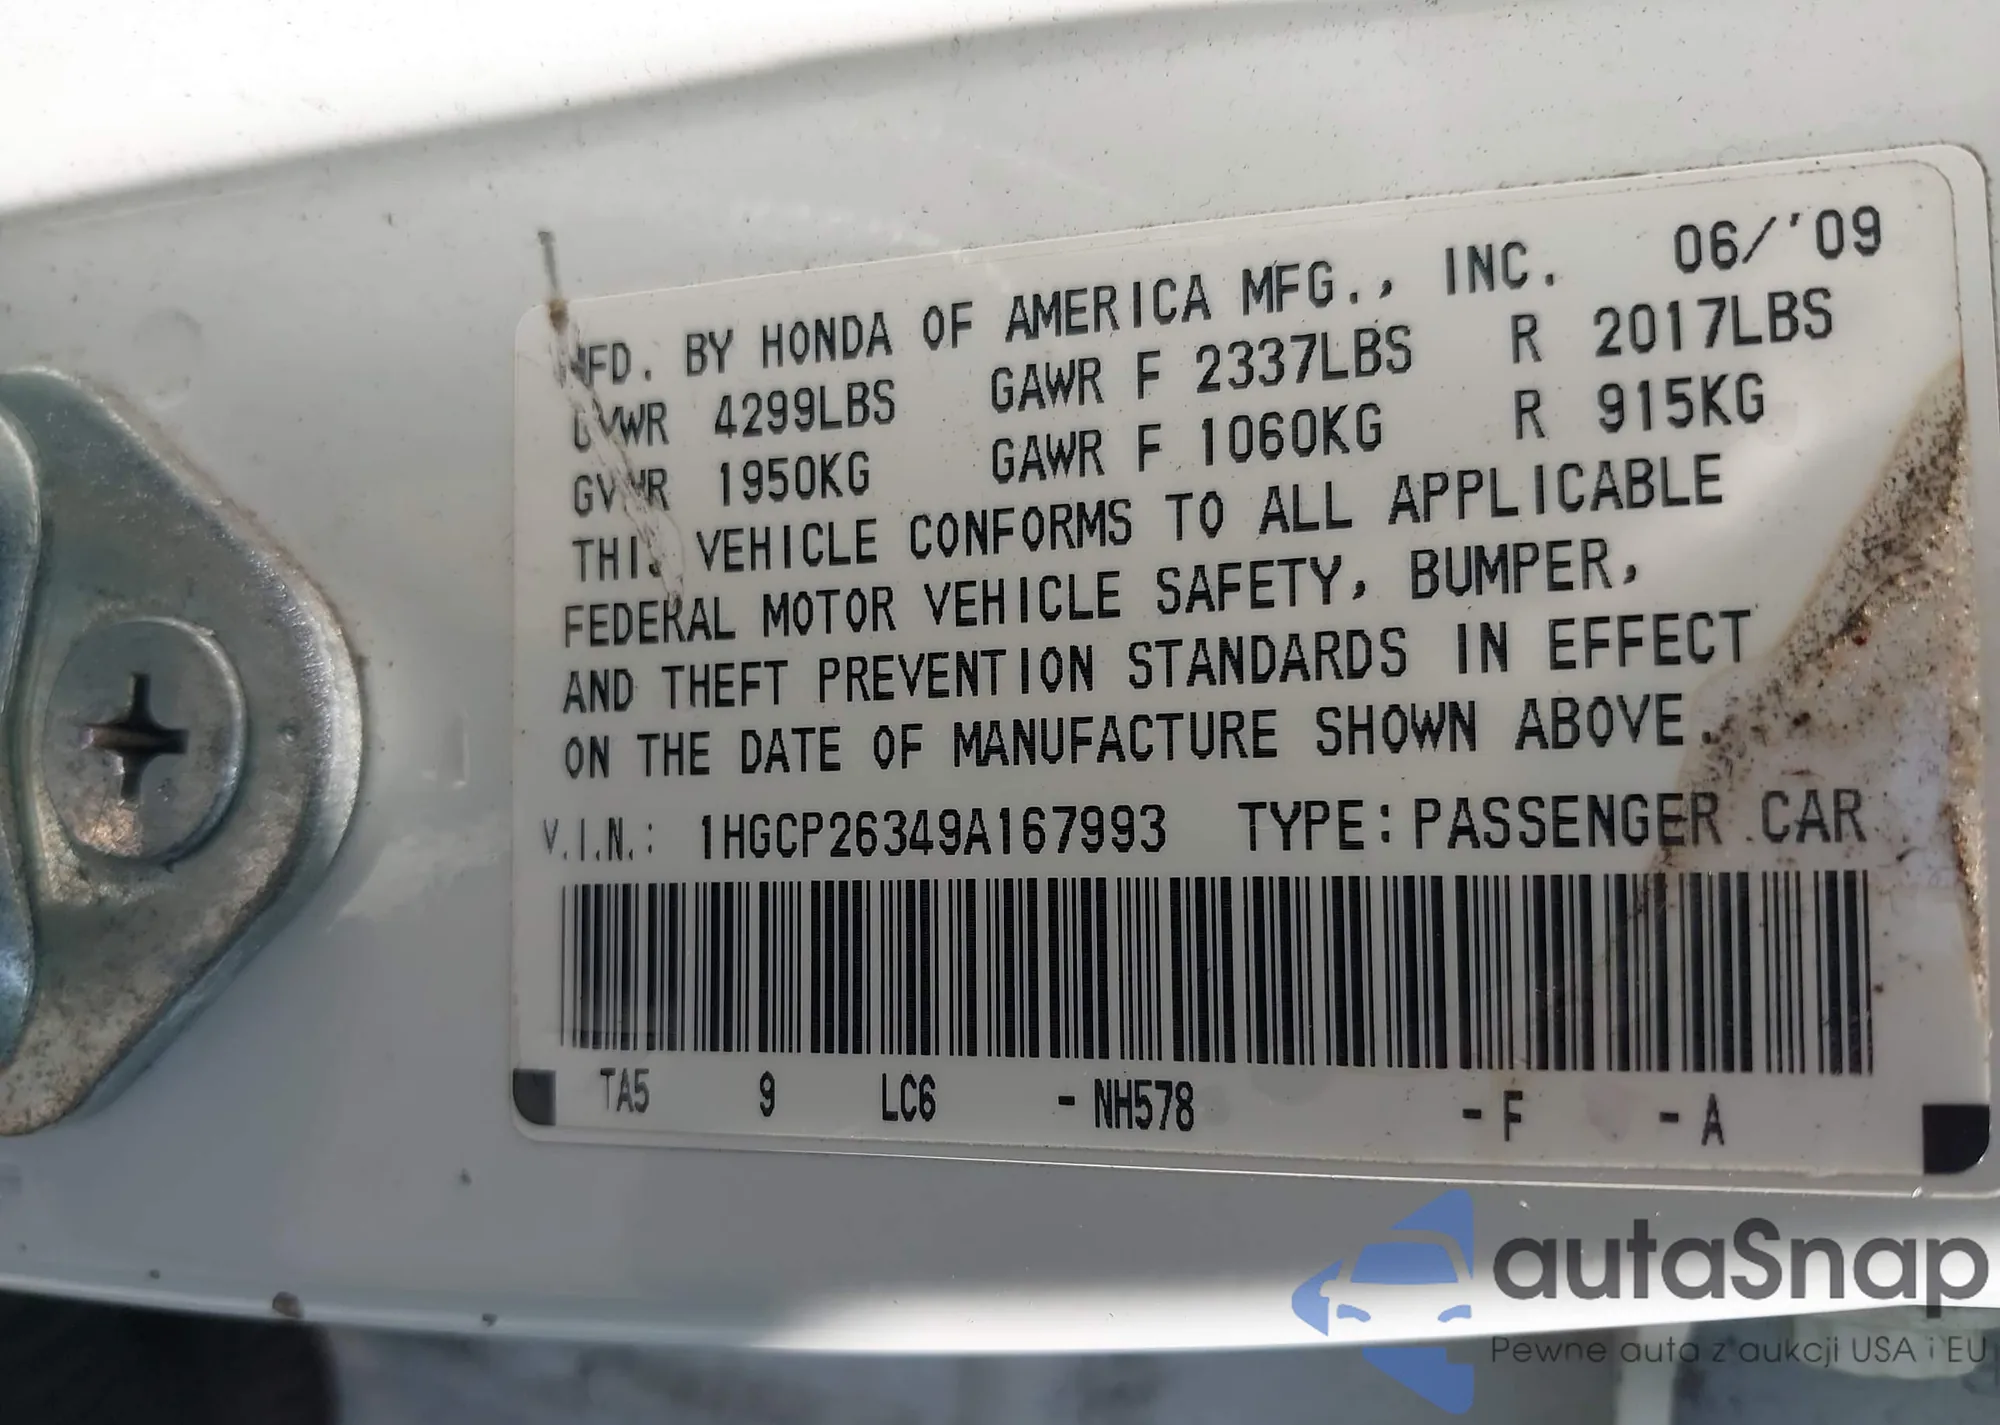 MFD. BY HONDA OF AMERICA MFG., INC. 06/'09
GVWR 4299LBS GAWR F 2337LBS R 2017LBS
GVWR 1950KG GAWR F 1060KG R 915KG
THIS VEHICLE CONFORMS TO ALL APPLICABLE
FEDERAL MOTOR VEHICLE SAFETY, BUMPER,
AND THEFT PREVENTION STANDARDS IN EFFECT
ON THE DATE OF MANUFACTURE SHOWN ABOVE.
V.I.N.: 1HGCP26349A167993 TYPE: PASSENGER CAR
TA5 9 LC6 -NH578 -F -A
autaSnap
Pewne auta z aukcji USA i EU